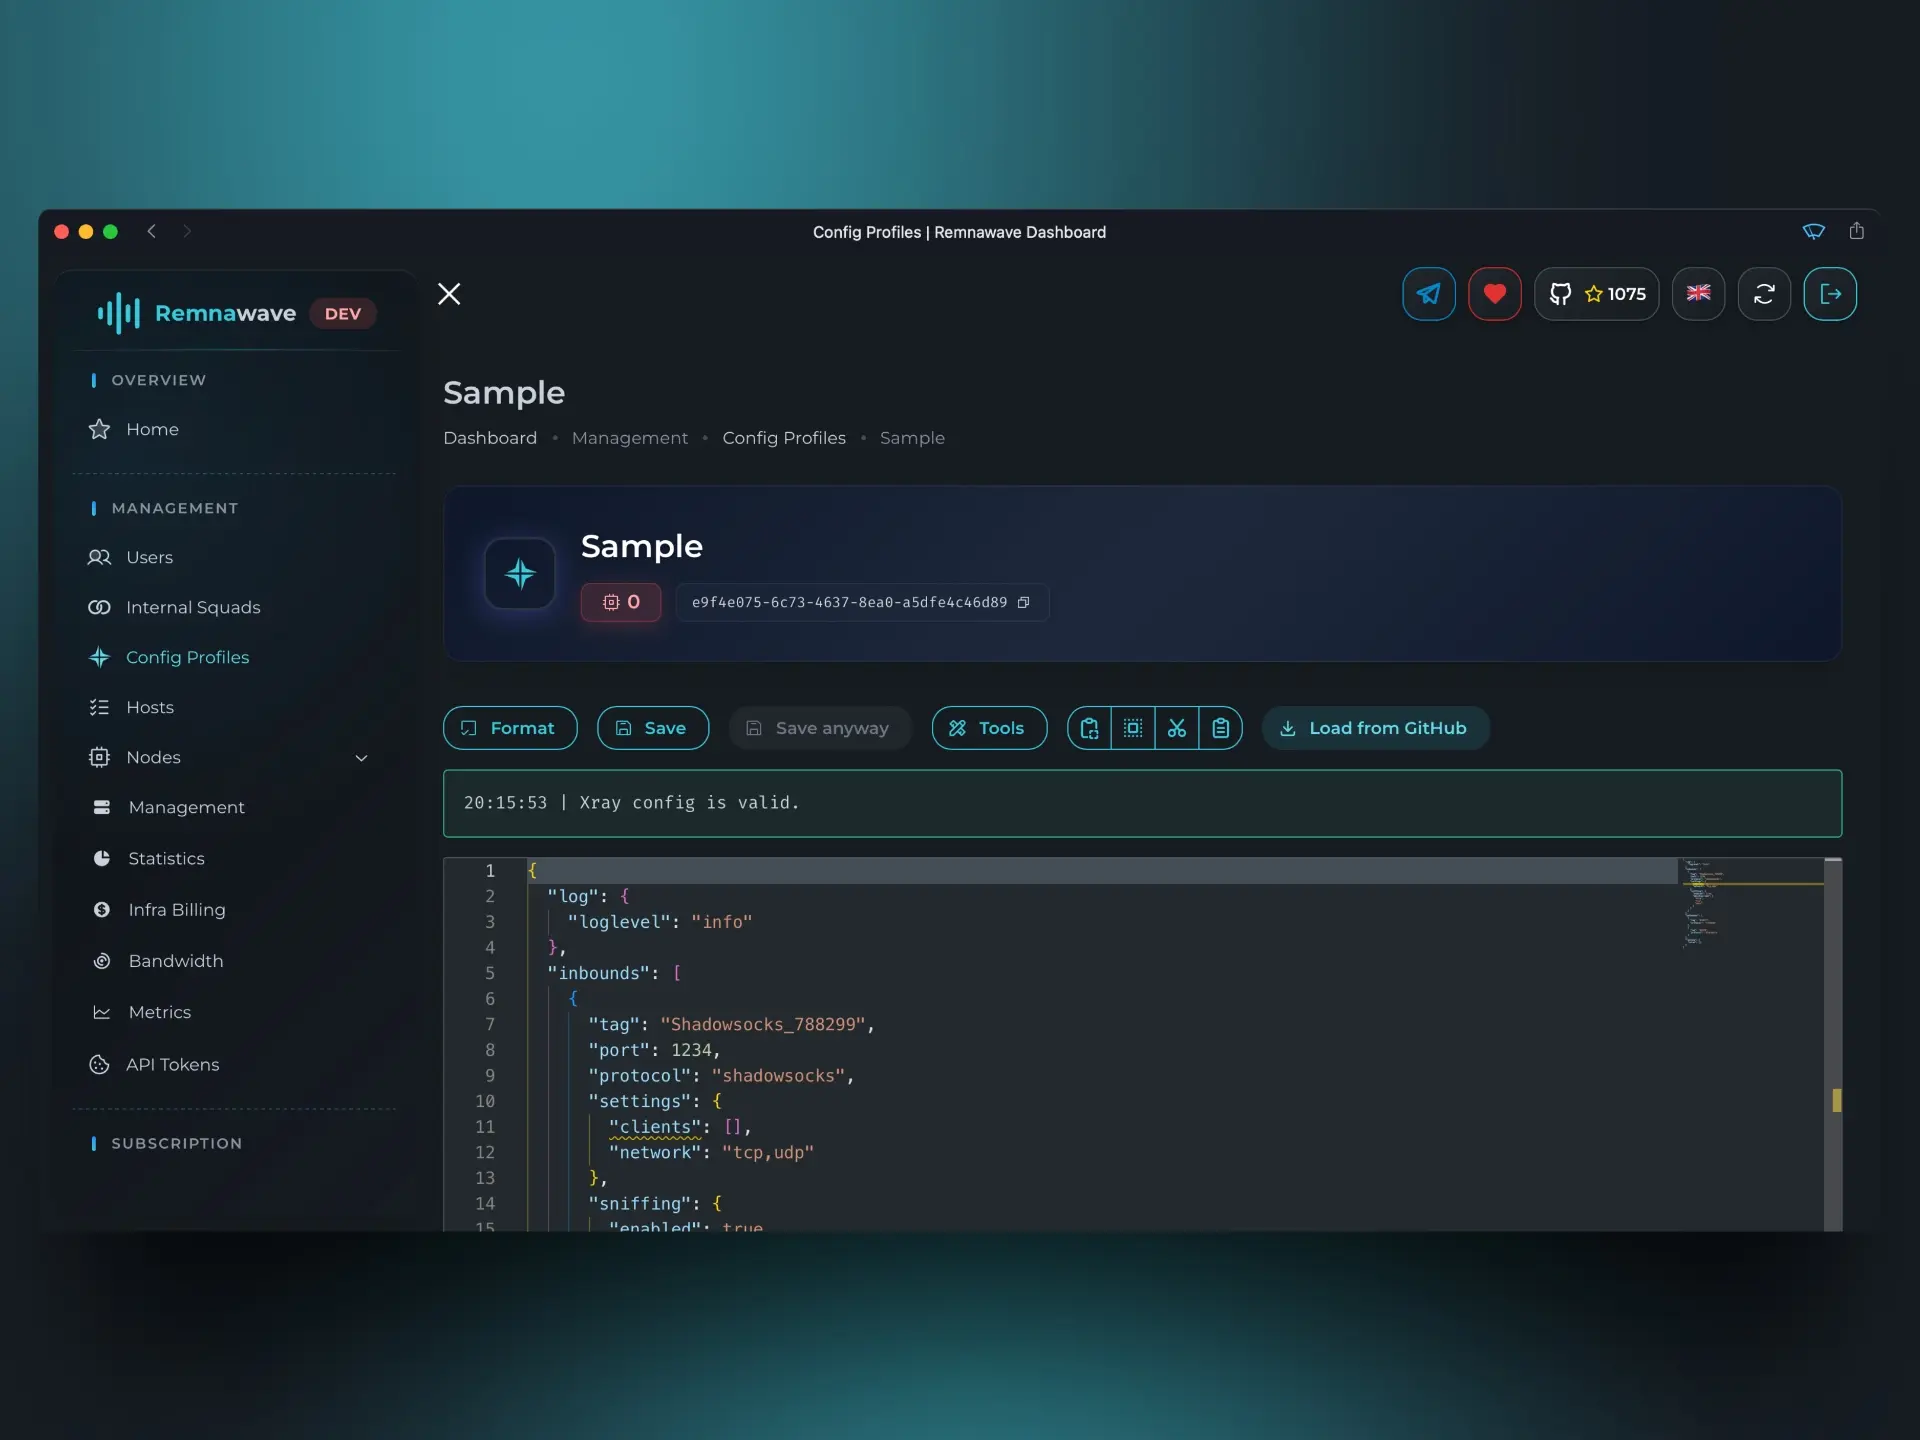 Config Profiles | Remnawave Dashboard
Remnawave DEV
1075
OVERVIEW
Home
MANAGEMENT
Users
Internal Squads
Config Profiles
Hosts
Nodes
Management
Statistics
Infra Billing
Bandwidth
Metrics
API Tokens
SUBSCRIPTION
Sample
Dashboard • Management • Config Profiles • Sample
Sample
0 e9f4e075-6c73-4637-8ea0-a5dfe4c46d89
Format Save Save anyway Tools Load from GitHub
20:15:53 | Xray config is valid.
1 {
2 "log": {
3 "loglevel": "info"
4 },
5 "inbounds": [
6 {
7 "tag": "Shadowsocks_788299",
8 "port": 1234,
9 "protocol": "shadowsocks",
10 "settings": {
11 "clients": [],
12 "network": "tcp,udp"
13 },
14 "sniffing": {
15 "enabled": true